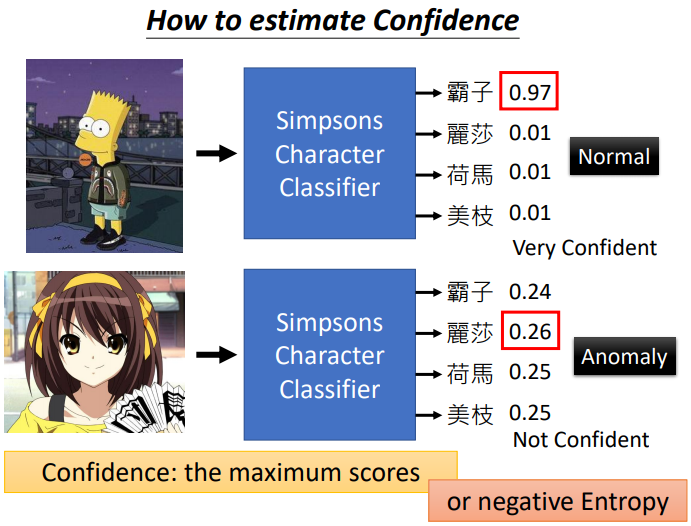 How to estimate Confidence
Simpsons
Character
Classifier
霸子 0.97
麗莎 0.01
荷馬 0.01
美枝 0.01
Normal
Very Confident
Simpsons
Character
Classifier
霸子 0.24
麗莎 0.26
荷馬 0.25
美枝 0.25
Anomaly
Not Confident
Confidence: the maximum scores
or negative Entropy